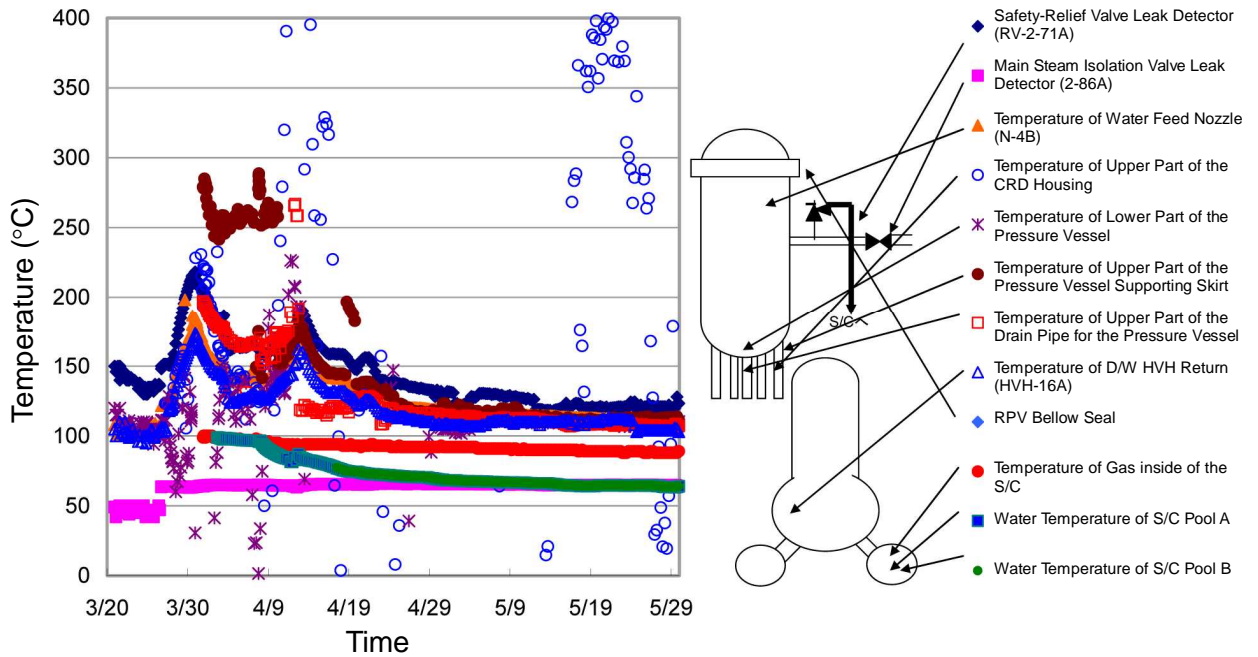 400
350
300
250
200
150
100
50
0
Temperature (°C)
3/20 3/30 4/9 4/19 4/29 5/9 5/19 5/29
Time
S/Cへ
Safety-Relief Valve Leak Detector
(RV-2-71A)
Main Steam Isolation Valve Leak
Detector (2-86A)
Temperature of Water Feed Nozzle
(N-4B)
Temperature of Upper Part of the
CRD Housing
Temperature of Lower Part of the
Pressure Vessel
Temperature of Upper Part of the
Pressure Vessel Supporting Skirt
Temperature of Upper Part of the
Drain Pipe for the Pressure Vessel
Temperature of D/W HVH Return
(HVH-16A)
RPV Bellow Seal
Temperature of Gas inside of the
S/C
Water Temperature of S/C Pool A
Water Temperature of S/C Pool B